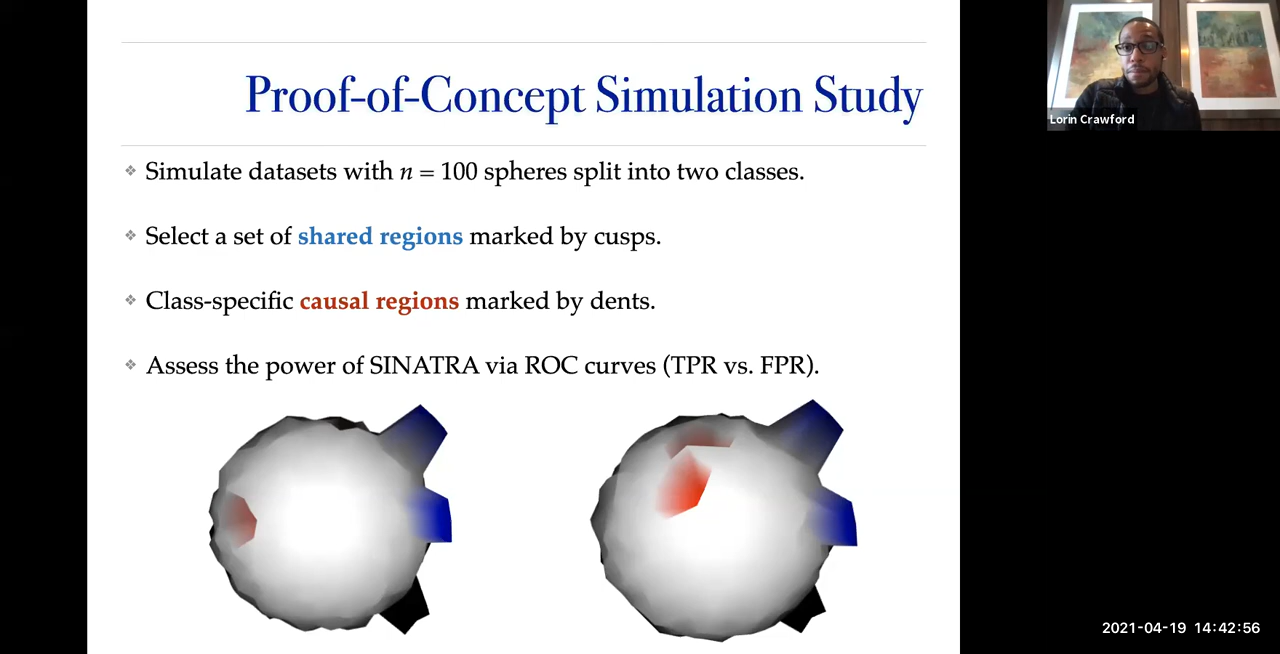 Proof-of-Concept Simulation Study
❖ Simulate datasets with n = 100 spheres split into two classes.
❖ Select a set of shared regions marked by cusps.
❖ Class-specific causal regions marked by dents.
❖ Assess the power of SINATRA via ROC curves (TPR vs. FPR).
Lorin Crawford
2021-04-19 14:42:56